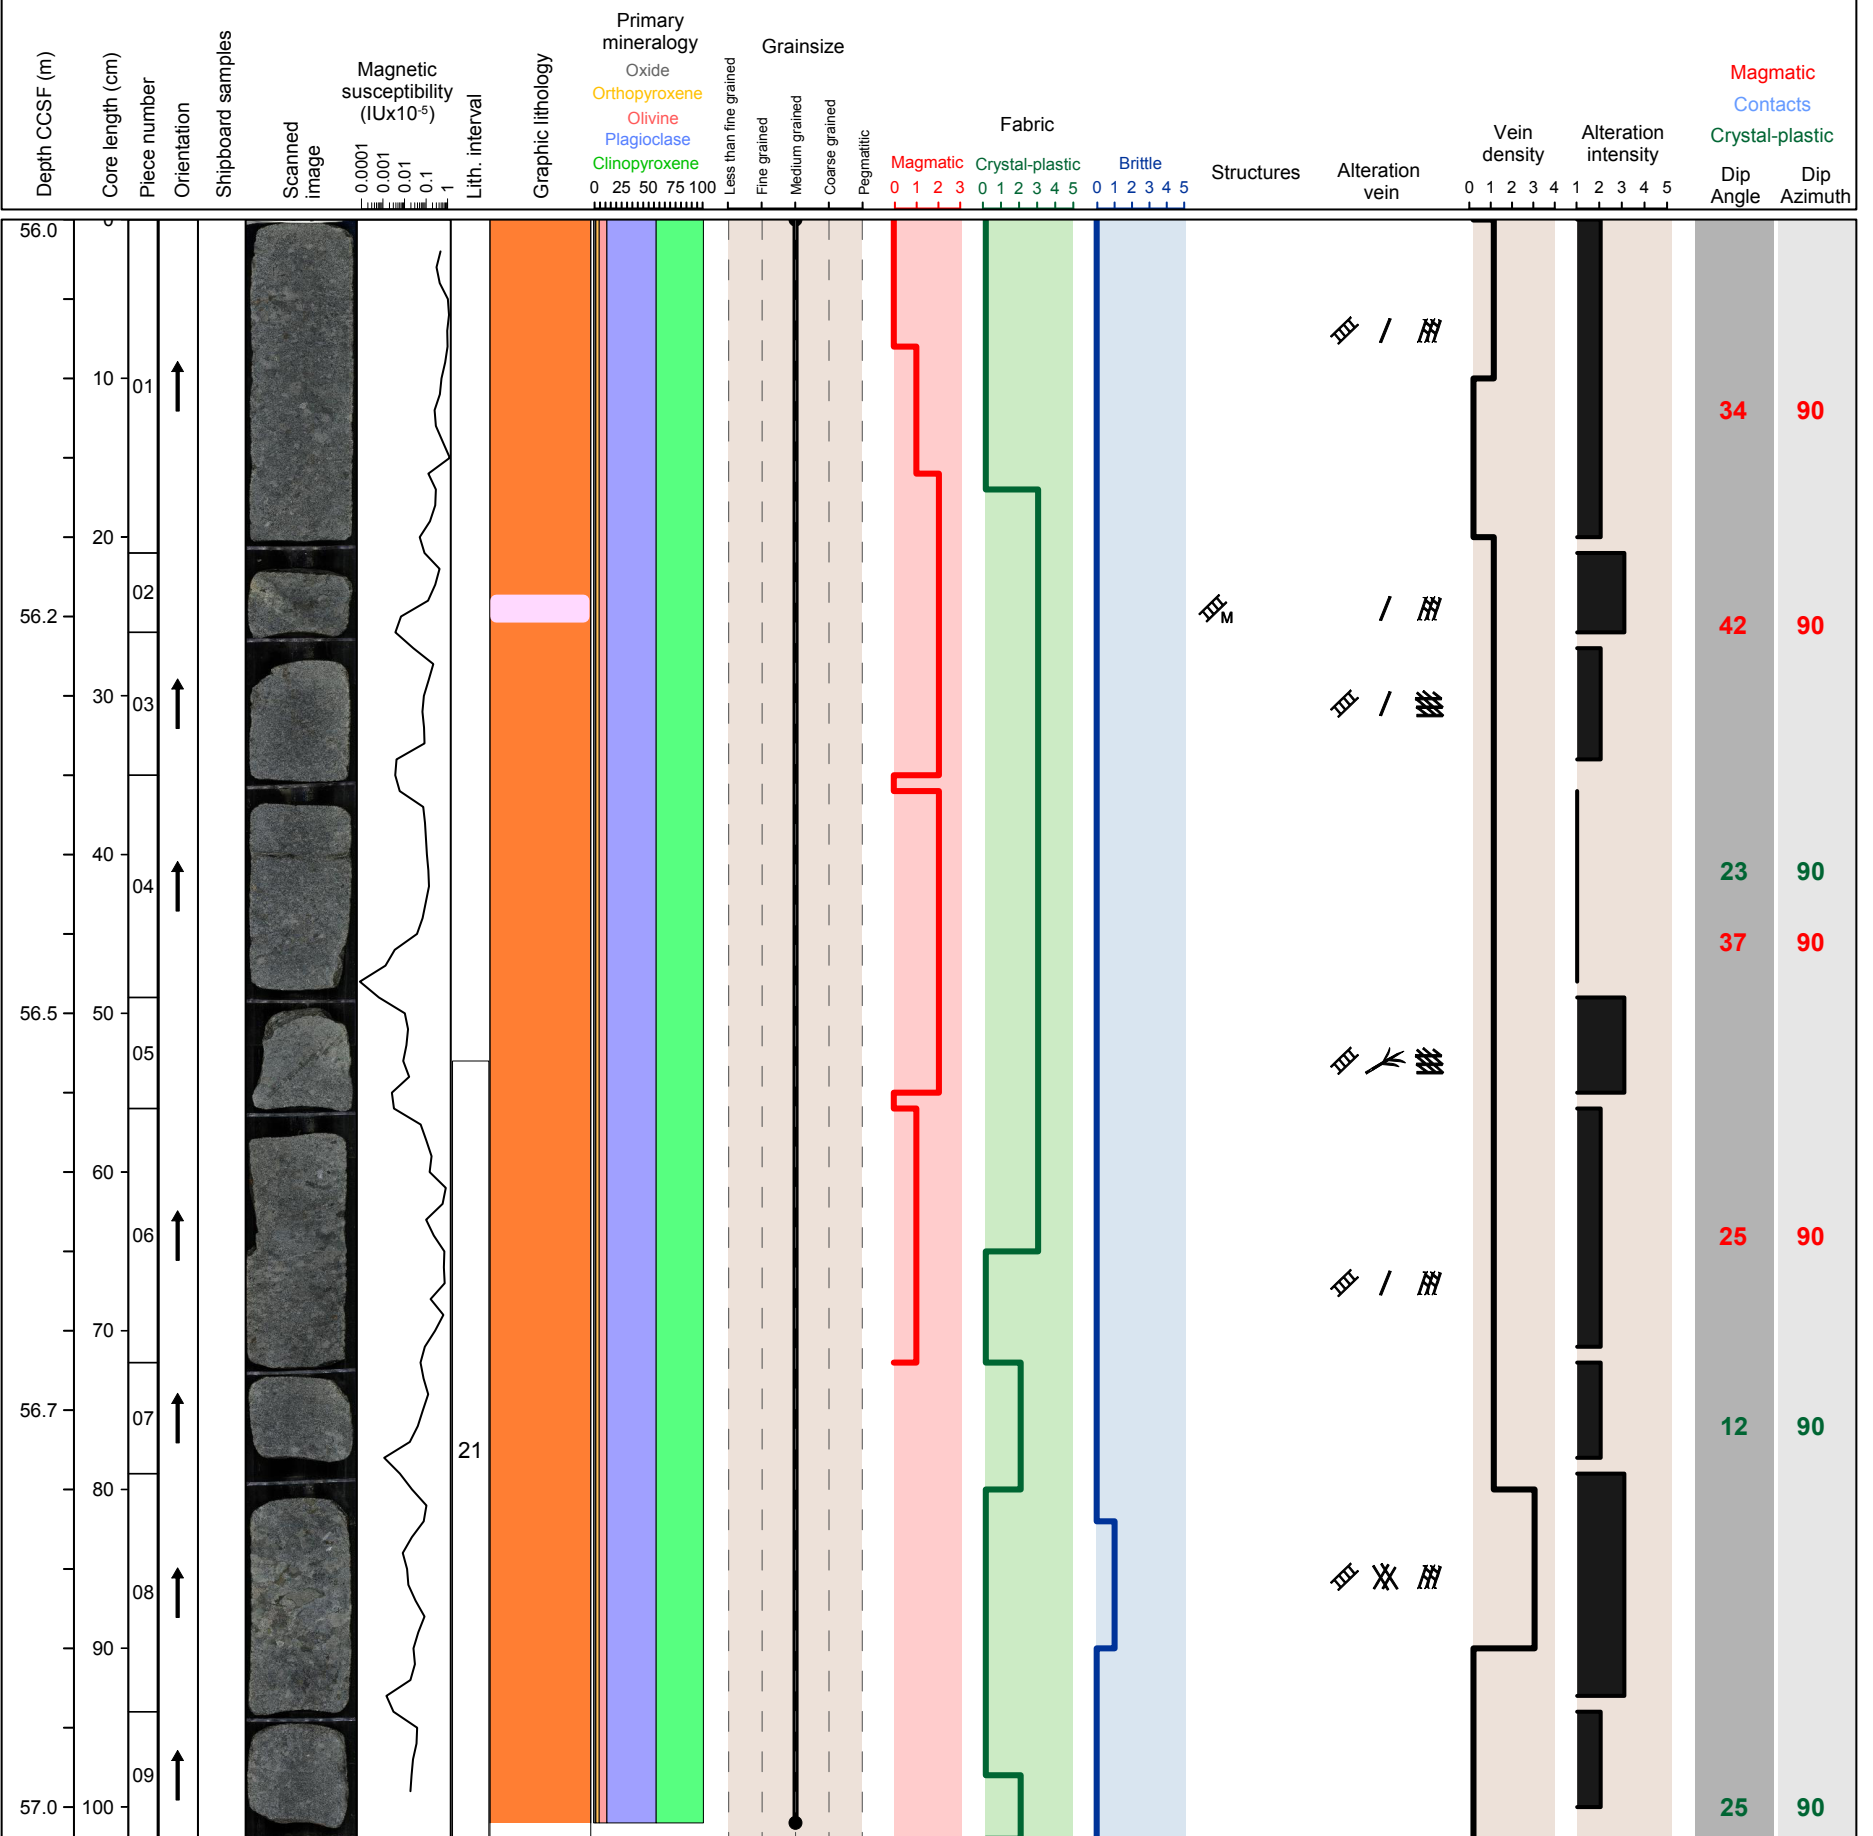 Depth CCSF (m)
Core length (cm)
Piece number
Orientation
Shipboard samples
Scanned
image
Magnetic
susceptibility
(IUx10-5)
0.0001
0.001
0.01
0.1
1
Lith. interval
Graphic lithology
Primary
mineralogy
Oxide
Orthopyroxene
Olivine
Plagioclase
Clinopyroxene
0 25 50 75 100
Grainsize
Less than fine grained
Fine grained
Medium grained
Coarse grained
Pegmatitic
Fabric
Magmatic
0 1 2 3
Crystal-plastic
0 1 2 3 4 5
Brittle
0 1 2 3 4 5
Structures
Alteration
vein
Vein
density
0 1 2 3 4
Alteration
intensity
1 2 3 4 5
Magmatic
Contacts
Crystal-plastic
Dip
Angle
Dip
Azimuth
56.0
0
10
01
34 90
20
02
56.2
M
42 90
30
03
40
04
23 90
37 90
56.5
50
05
60
06
25 90
70
56.7
07
12 90
21
80
08
90
09
57.0
100
25 90